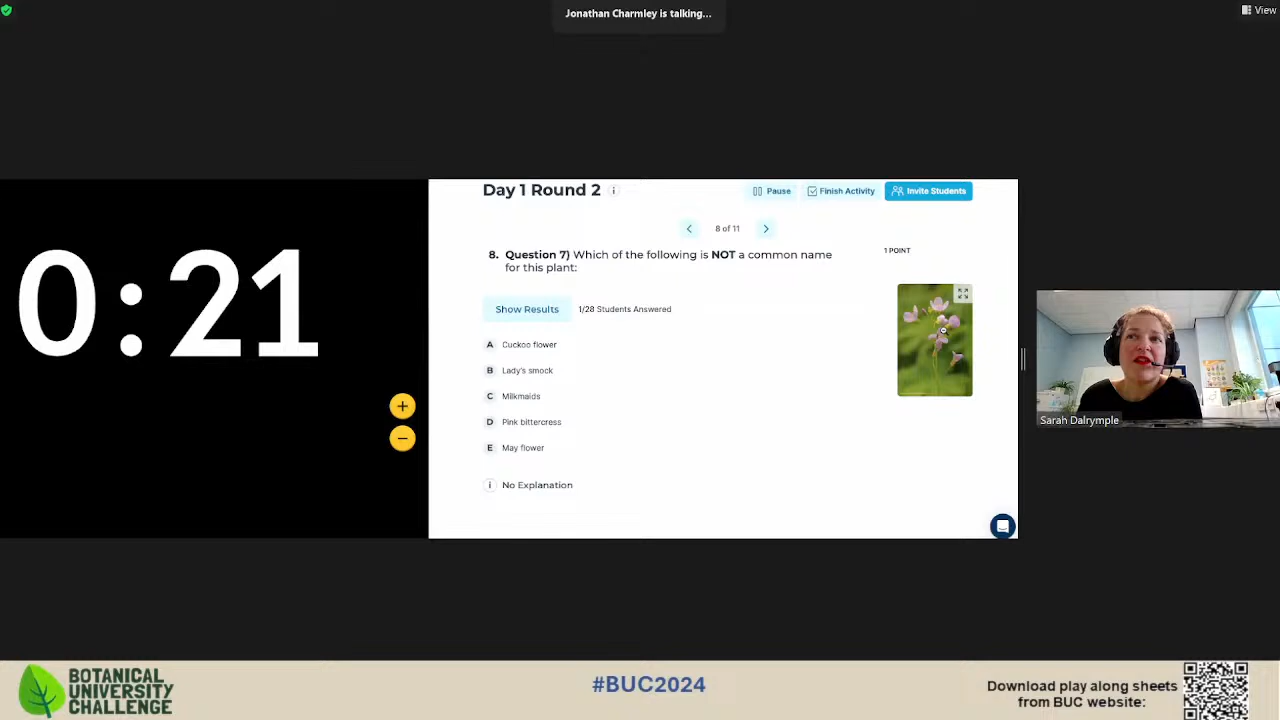 Jonathan Charmley is talking...
View
0:21
Day 1 Round 2
Pause
Finish Activity
Invite Students
8 of 11
8. Question 7) Which of the following is NOT a common name
for this plant:
1 POINT
Show Results
1/28 Students Answered
A Cuckoo flower
B Lady's smock
C Milkmaids
D Pink bittercress
E May flower
No Explanation
Sarah Dalrymple
BOTANICAL
UNIVERSITY
CHALLENGE
#BUC2024
Download play along sheets
from BUC website: